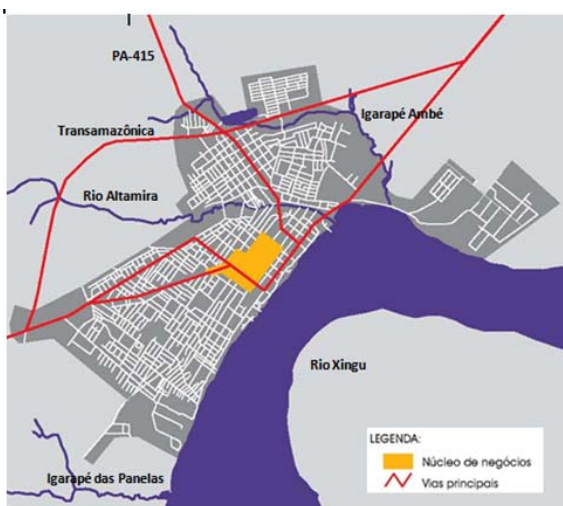 PA-415
Igarapé Ambé
Transamazônica
Rio Altamira
Rio Xingu
LEGENDA:
Núcleo de negócios
Vias principais
Igarapé das Panelas